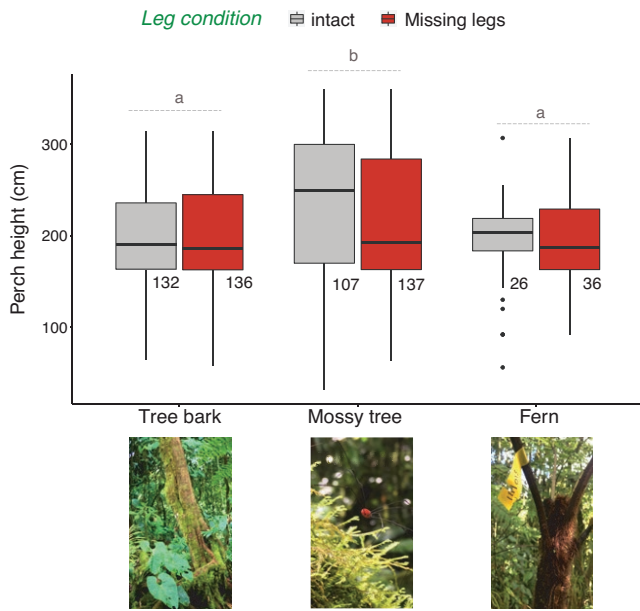 Leg condition intact Missing legs
a b a
Perch height (cm)
300
200
100
132 136 107 137 26 36
Tree bark Mossy tree Fern